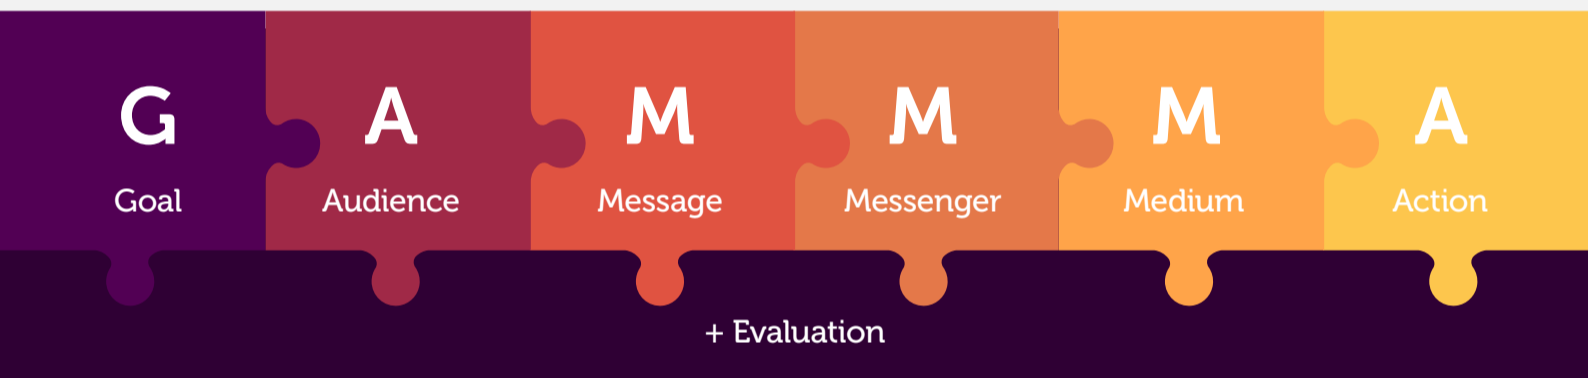 G A M M M A
Goal Audience Message Messenger Medium Action
+ Evaluation